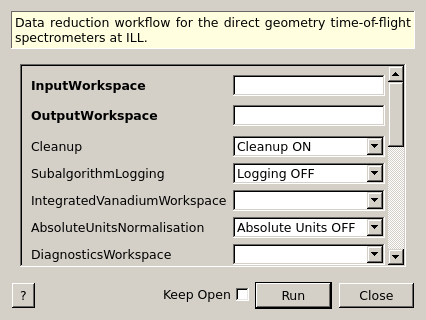 Data reduction workflow for the direct geometry time-of-flight
spectrometers at ILL.
InputWorkspace
OutputWorkspace
Cleanup Cleanup ON
SubalgorithmLogging Logging OFF
IntegratedVanadiumWorkspace
AbsoluteUnitsNormalisation Absolute Units OFF
DiagnosticsWorkspace
? Keep Open Run Close